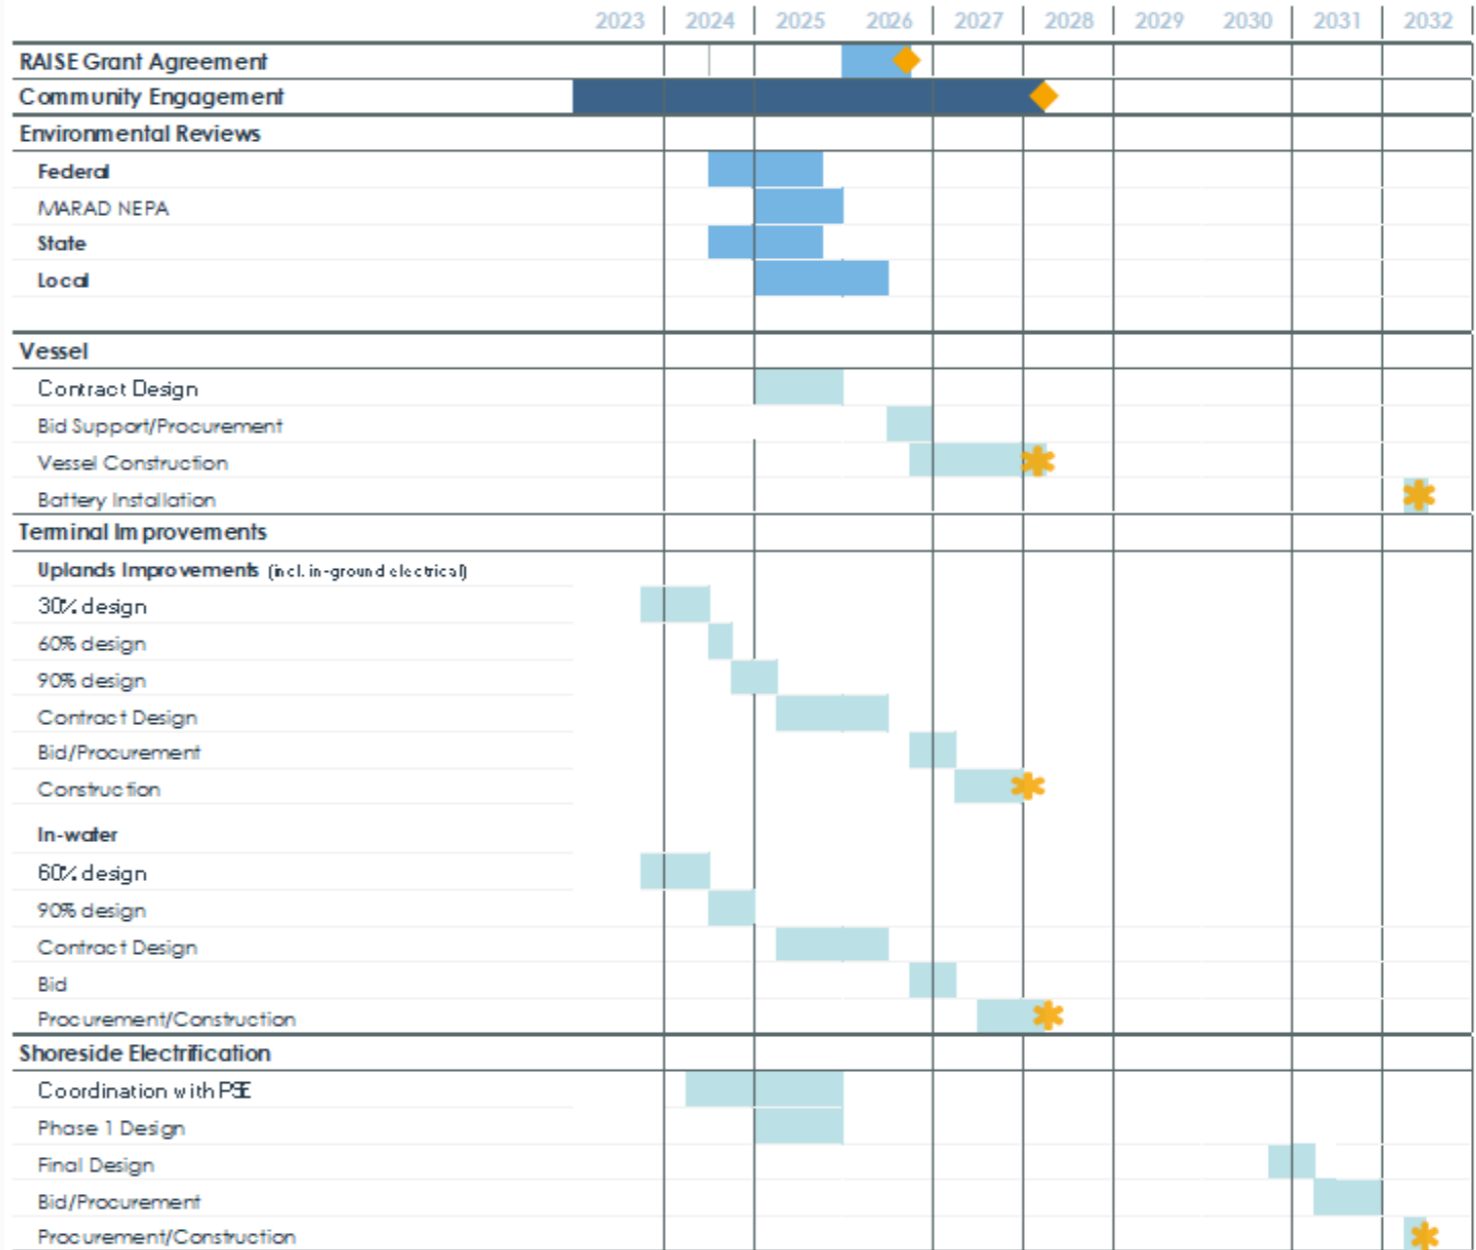 2023 2024 2025 2026 2027 2028 2029 2030 2031 2032
RAISE Grant Agreement
Community Engagement
Environmental Reviews
Federal
MARAD NEPA
State
Local
Vessel
Contract Design
Bid Support/Procurement
Vessel Construction
Battery Installation
Terminal Improvements
Uplands Improvements (incl. in-ground electrical)
30% design
60% design
90% design
Contract Design
Bid/Procurement
Construction
In-water
60% design
90% design
Contract Design
Bid
Procurement/Construction
Shoreside Electrification
Coordination with PSE
Phase 1 Design
Final Design
Bid/Procurement
Procurement/Construction